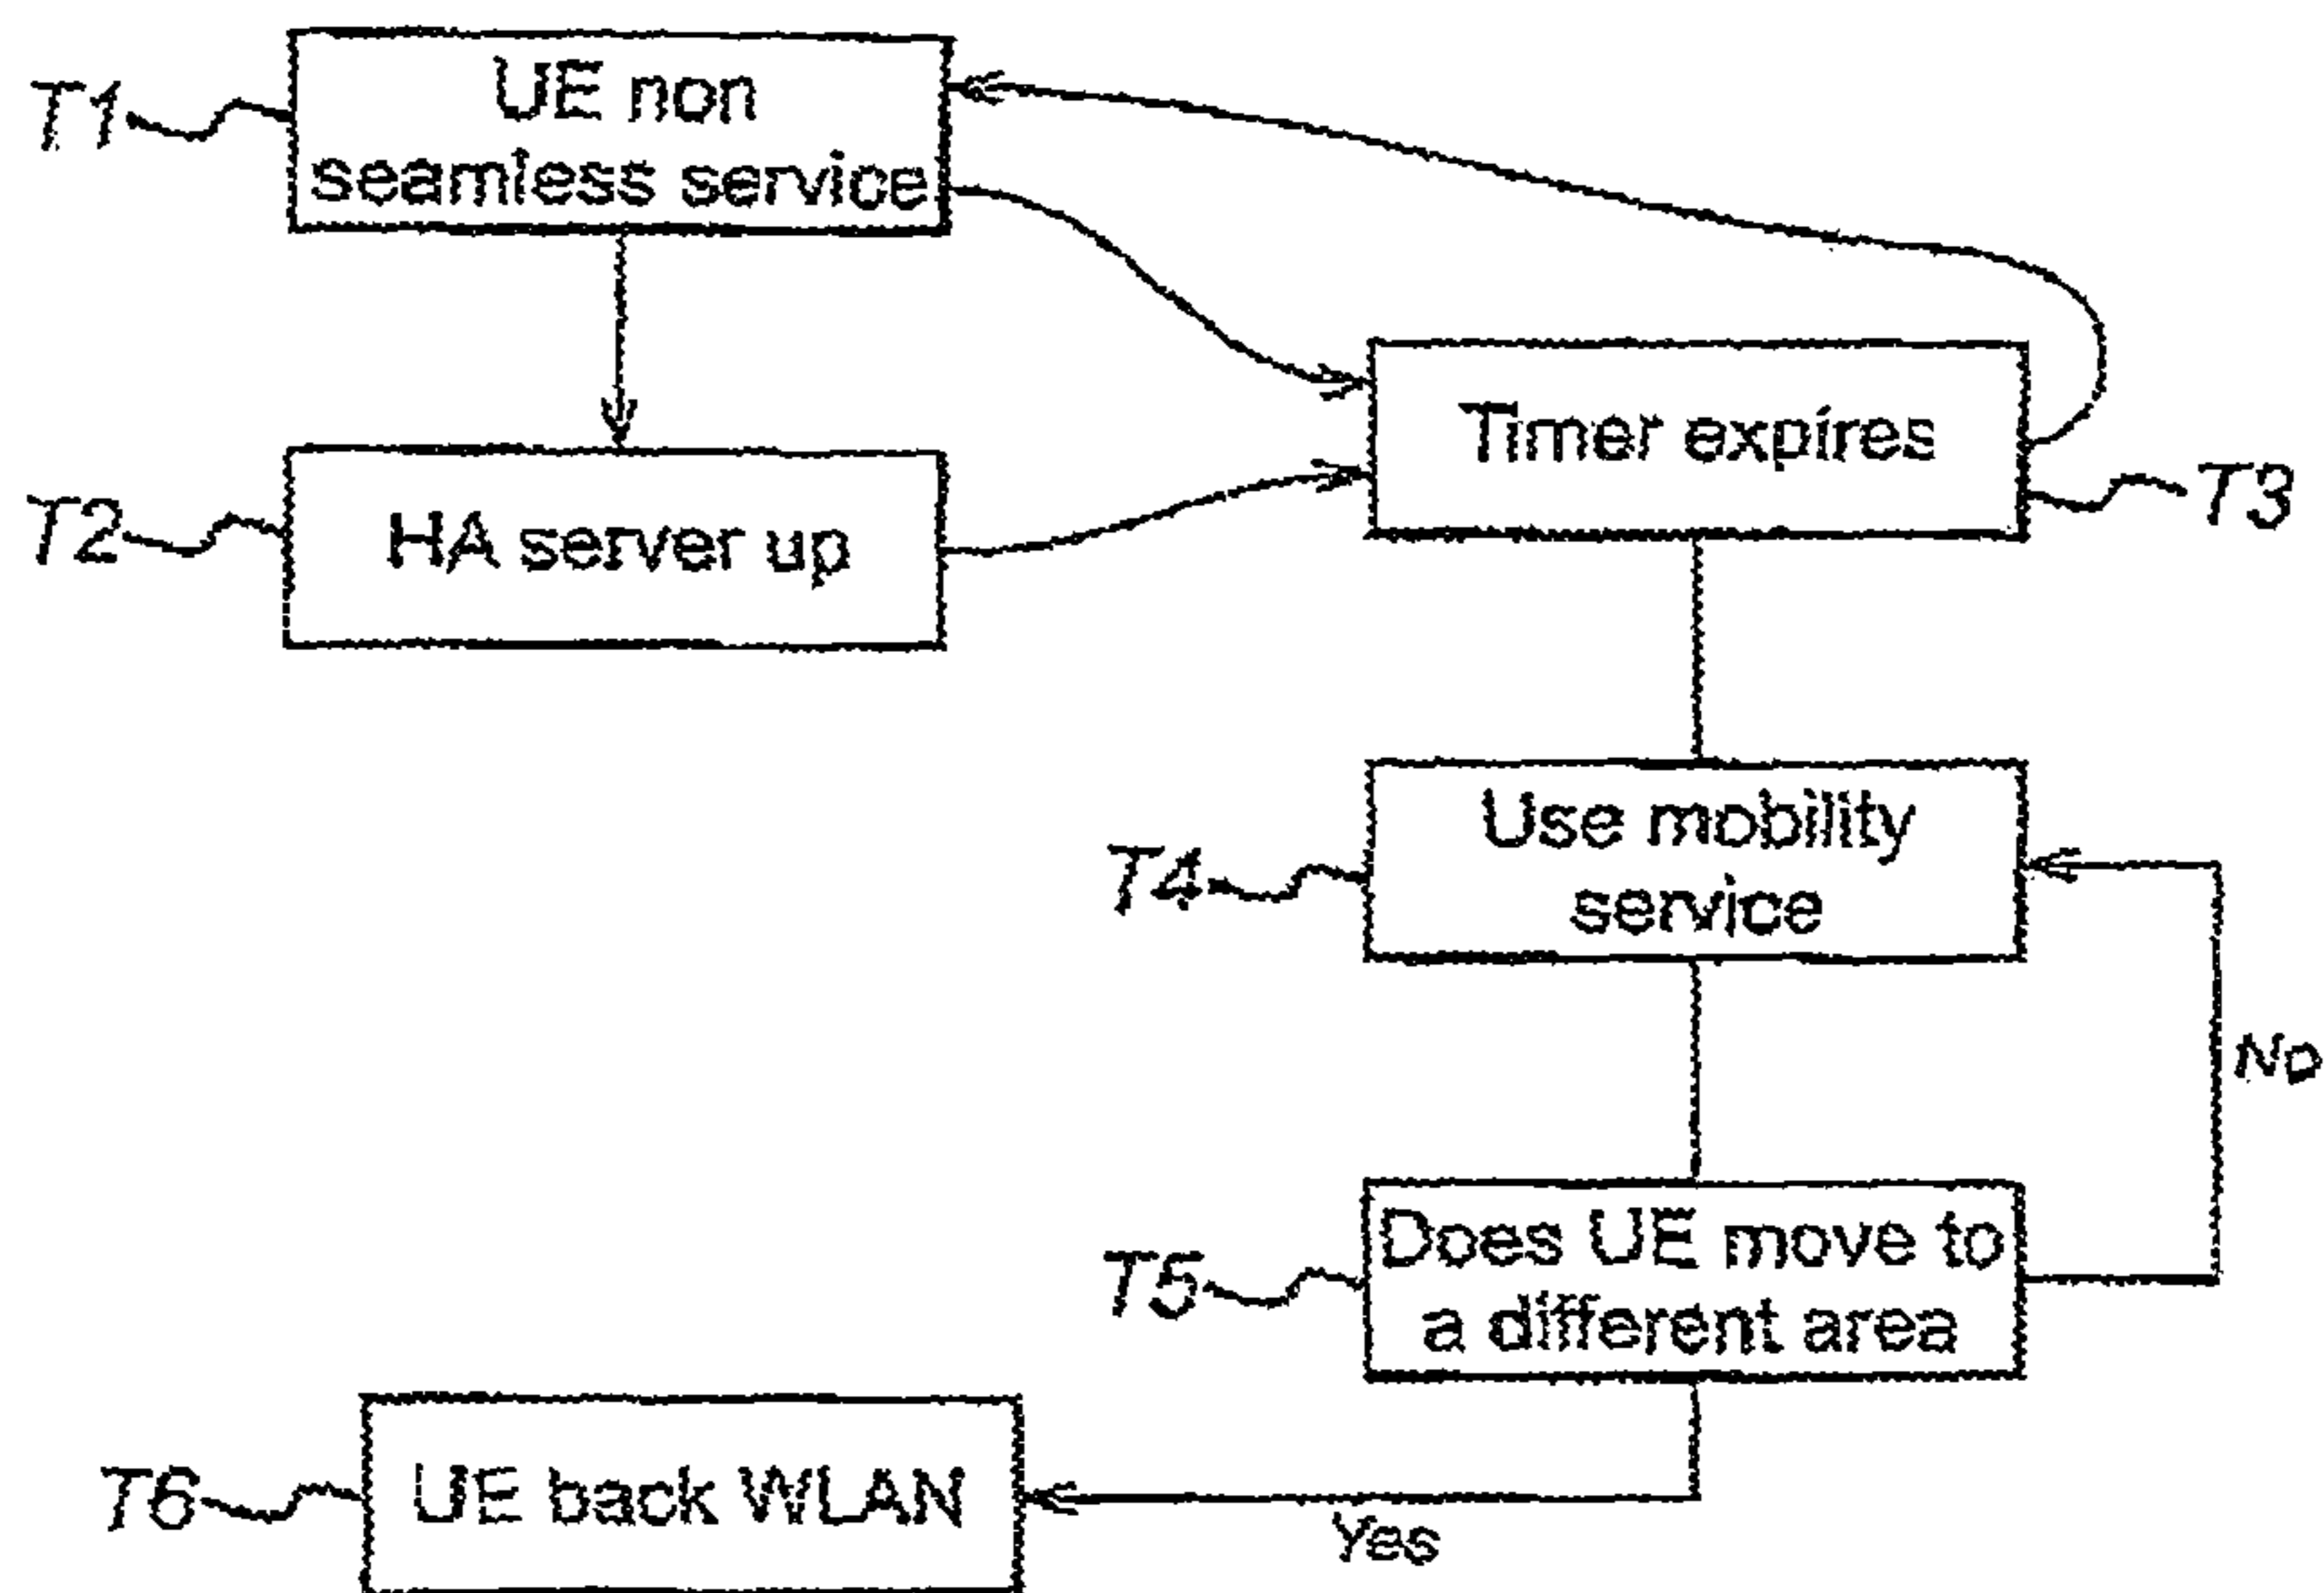 T1
UE non
seamless service
T2
HA server up
Timer expires
T3
T4
Use mobility
service
No
T5
Does UE move to
a different area
T6
UE back WLAN
Yes